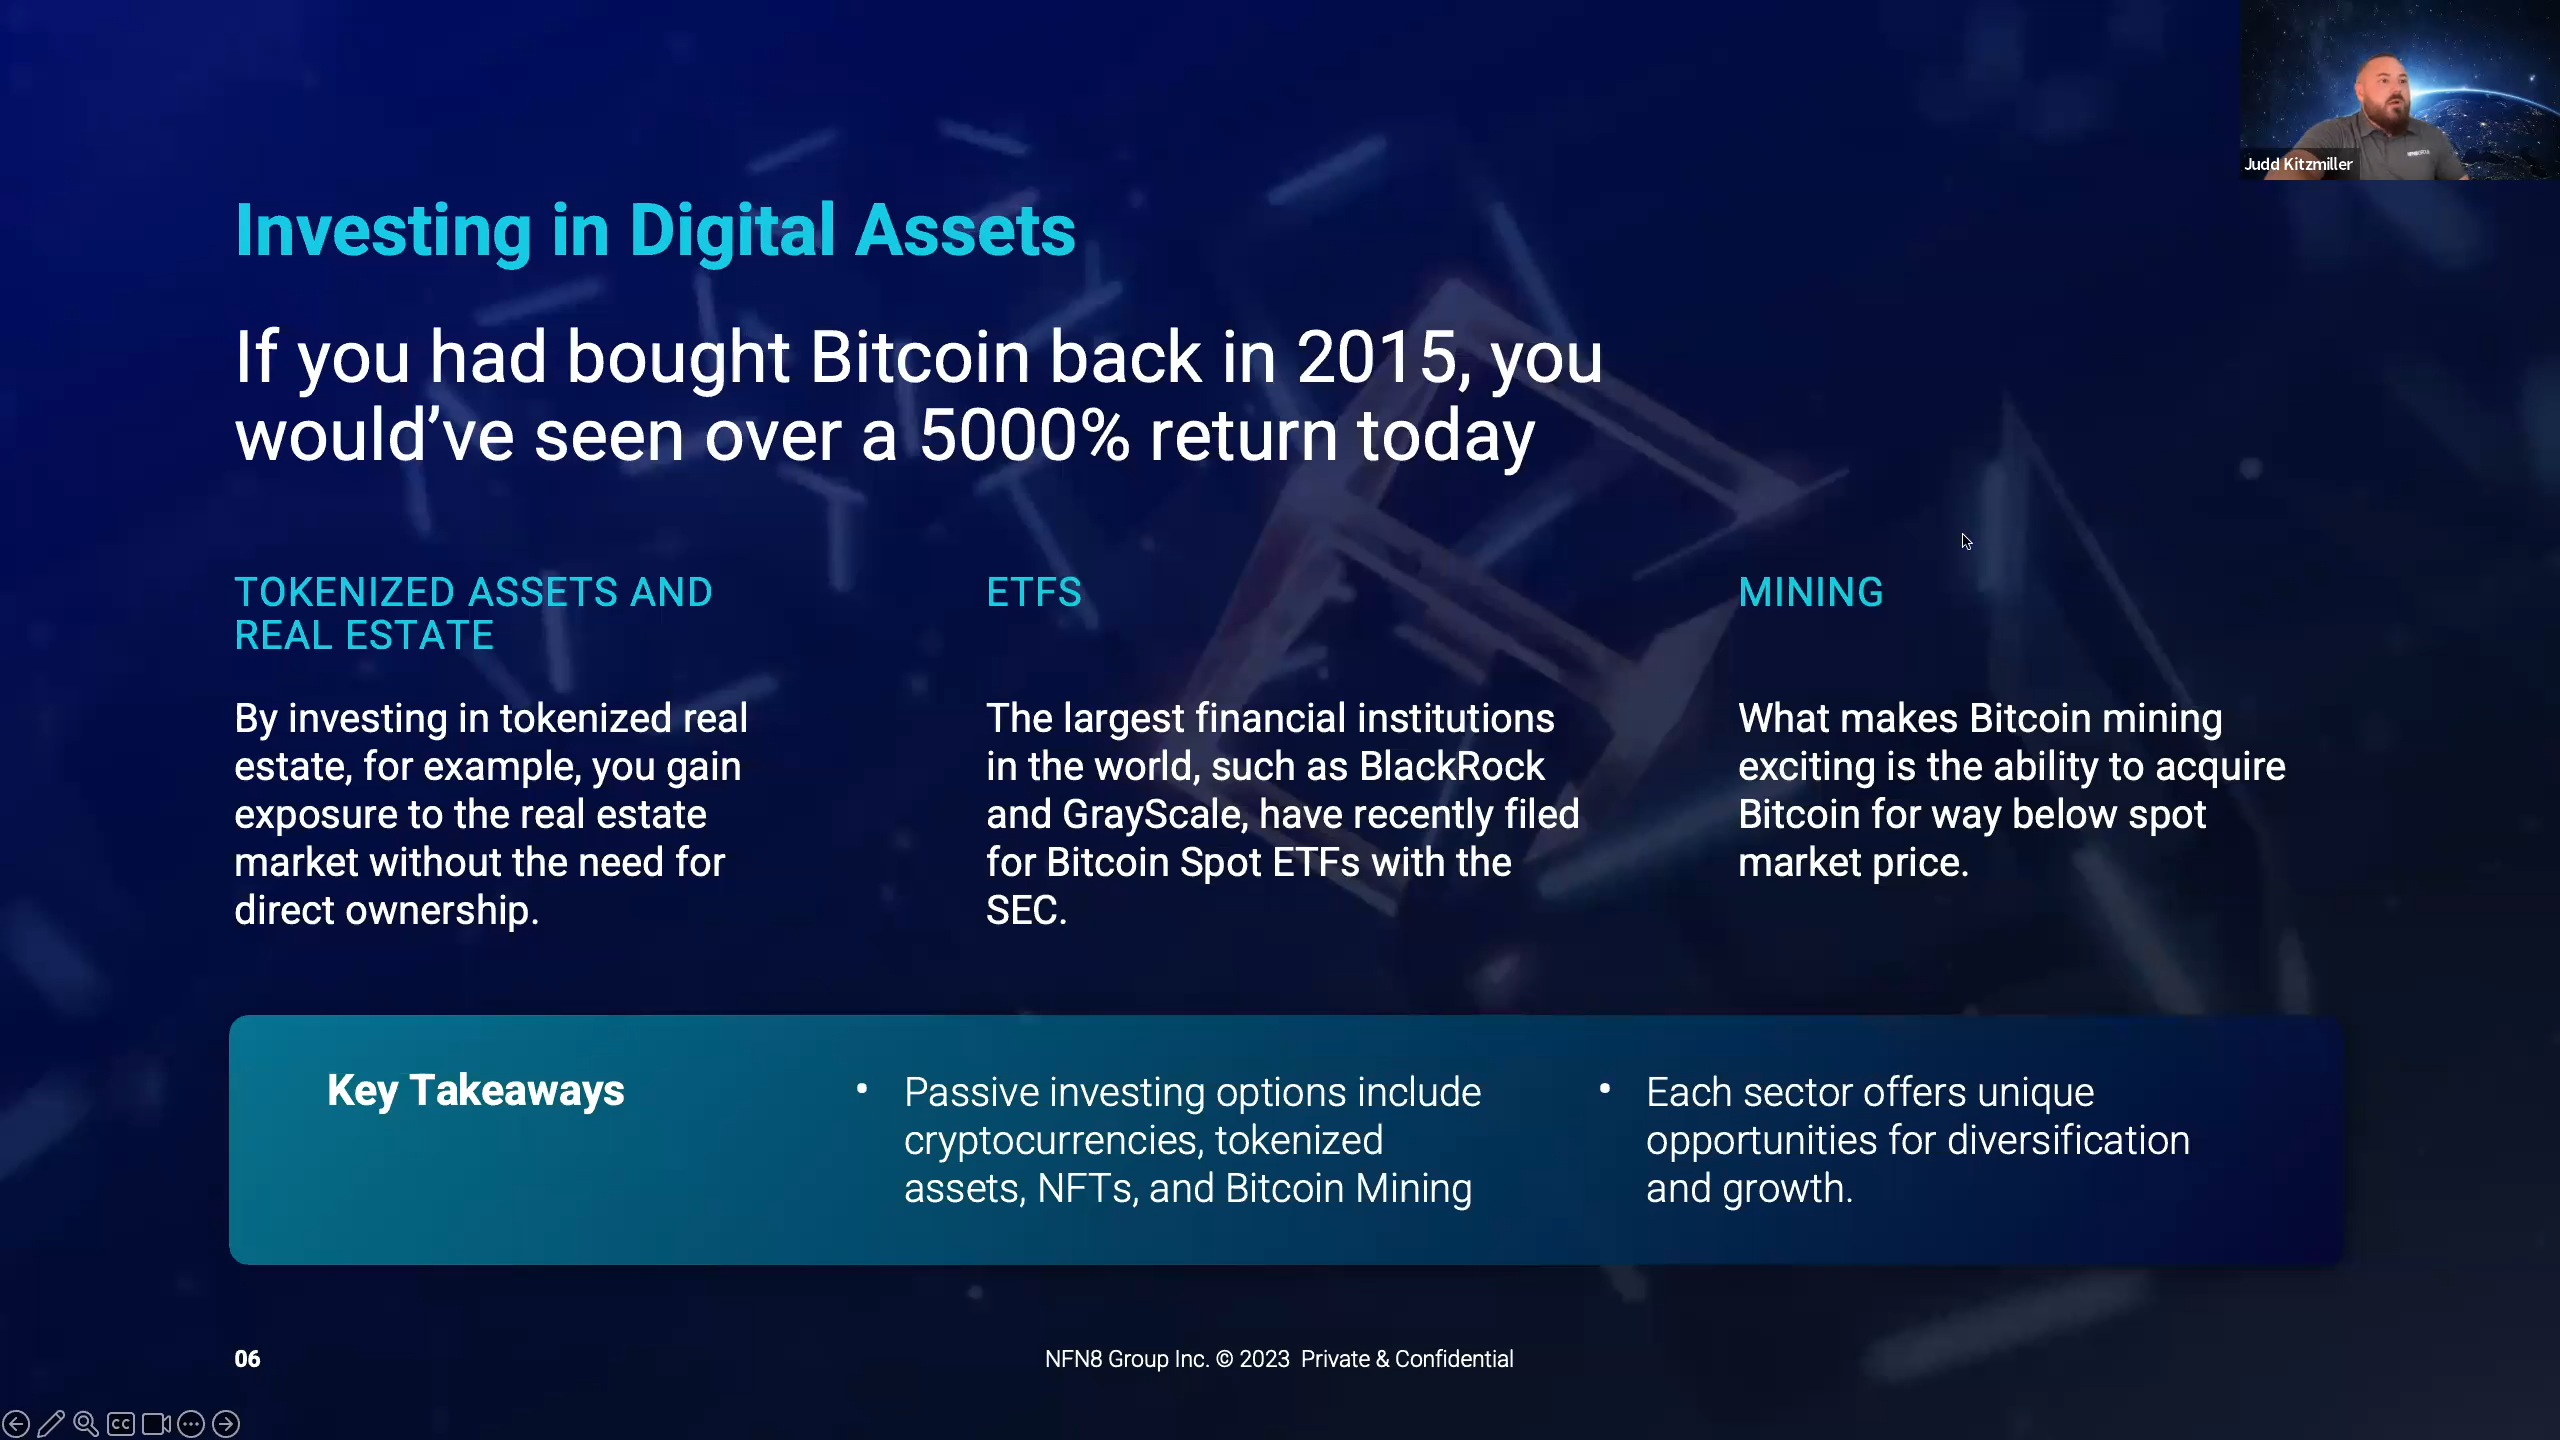 Judd Kitzmiller
Investing in Digital Assets
If you had bought Bitcoin back in 2015, you
would’ve seen over a 5000% return today
TOKENIZED ASSETS AND
REAL ESTATE
By investing in tokenized real
estate, for example, you gain
exposure to the real estate
market without the need for
direct ownership.
ETFS
The largest financial institutions
in the world, such as BlackRock
and GrayScale, have recently filed
for Bitcoin Spot ETFs with the
SEC.
MINING
What makes Bitcoin mining
exciting is the ability to acquire
Bitcoin for way below spot
market price.
Key Takeaways
• Passive investing options include
cryptocurrencies, tokenized
assets, NFTs, and Bitcoin Mining
• Each sector offers unique
opportunities for diversification
and growth.
06
NFN8 Group Inc. © 2023 Private & Confidential
CC